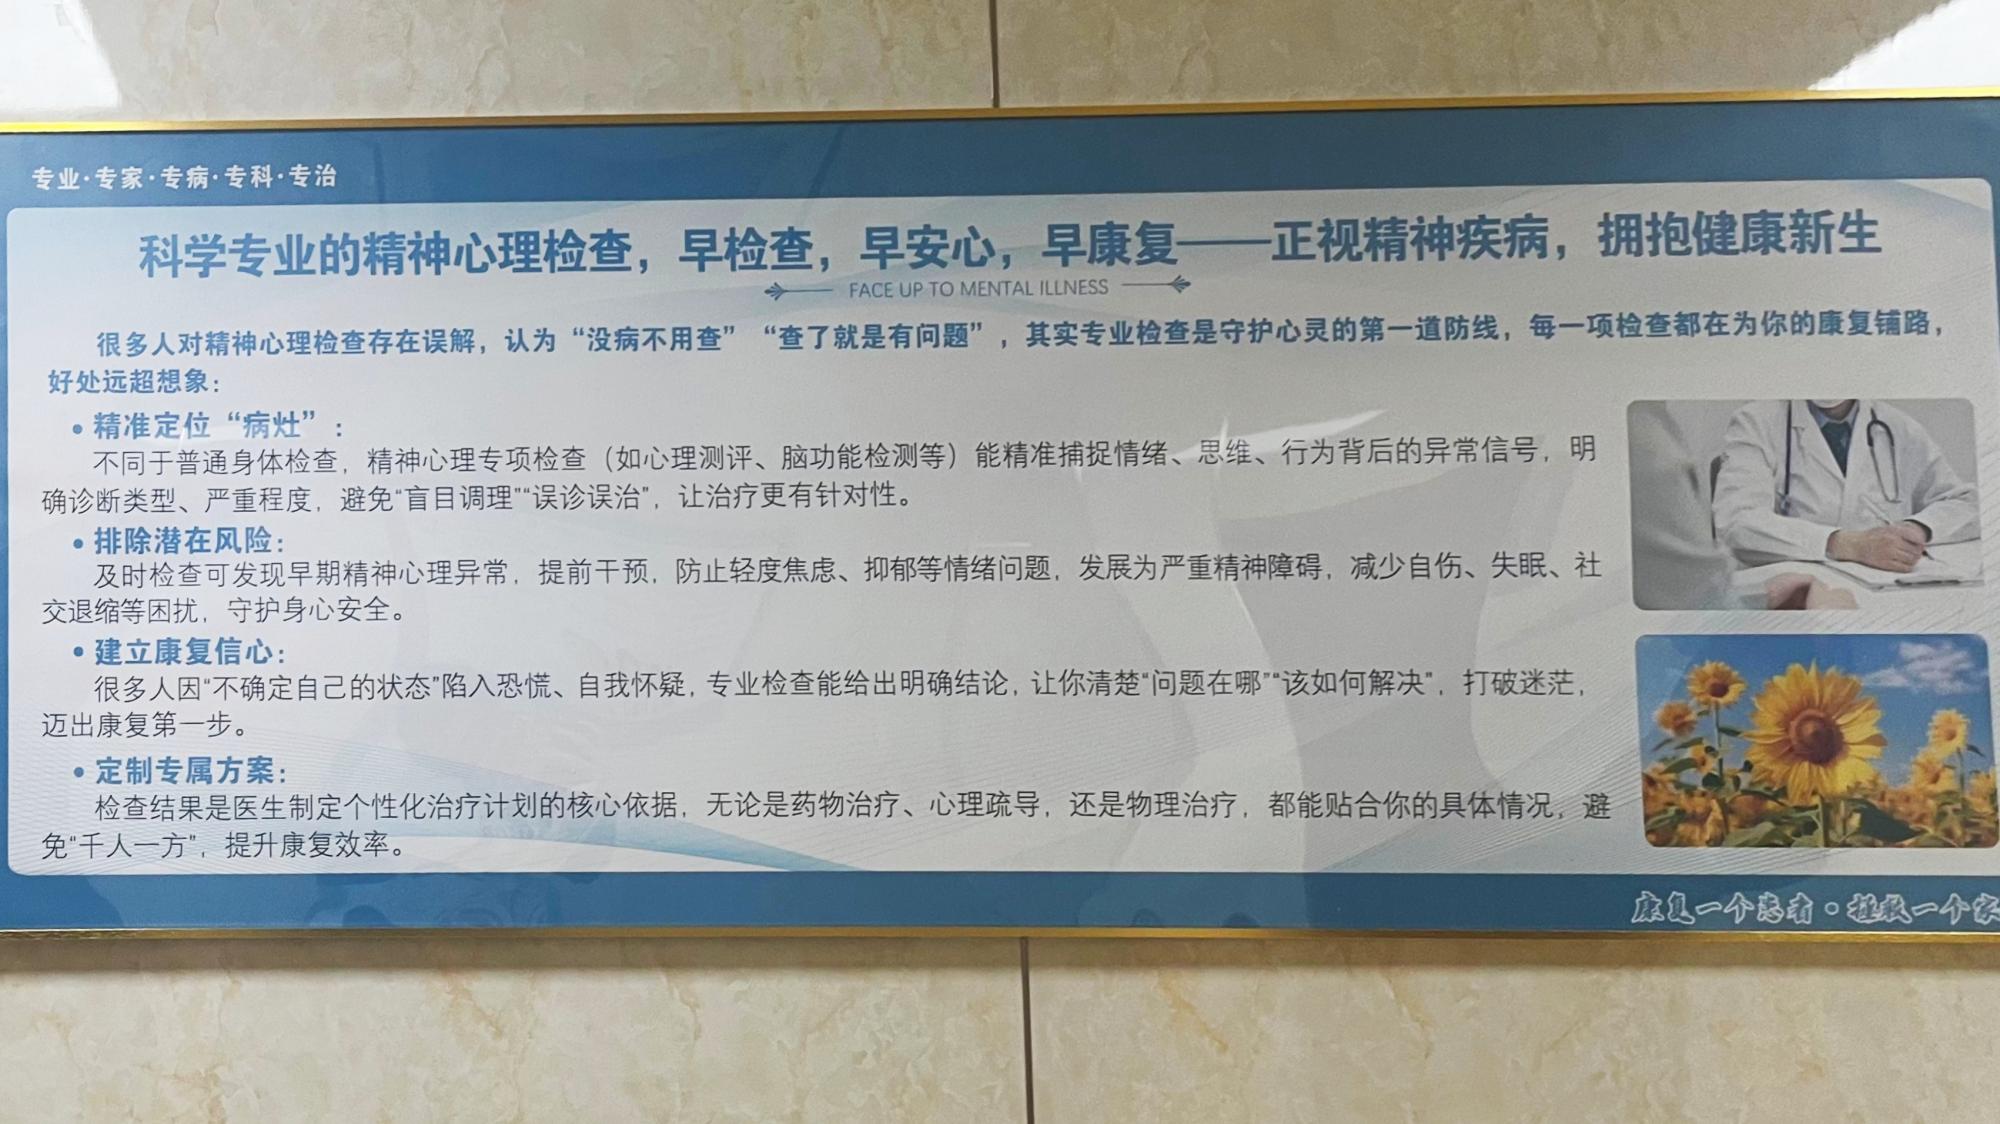 专业·专家·专病·专科·专治
科学专业的精神心理检查，早检查，早安心，早康复——正视精神疾病，拥抱健康新生
FACE UP TO MENTAL ILLNESS
很多人对精神心理检查存在误解，认为“没病不用查”“查了就是有问题”，其实专业检查是守护心灵的第一道防线，每一项检查都在为你的康复铺路，
好处远超想象：
• 精准定位“病灶”：
不同于普通身体检查，精神心理专项检查（如心理测评、脑功能检测等）能精准捕捉情绪、思维、行为背后的异常信号，明
确诊断类型、严重程度，避免“盲目调理”“误诊误治”，让治疗更有针对性。
• 排除潜在风险：
及时检查可发现早期精神心理异常，提前干预，防止轻度焦虑、抑郁等情绪问题，发展为严重精神障碍，减少自伤、失眠、社
交退缩等困扰，守护身心安全。
• 建立康复信心：
很多人因“不确定自己的状态”陷入恐慌、自我怀疑，专业检查能给出明确结论，让你清楚“问题在哪”“该如何解决”，打破迷茫，
迈出康复第一步。
• 定制专属方案：
检查结果是医生制定个性化治疗计划的核心依据，无论是药物治疗、心理疏导，还是物理治疗，都能贴合你的具体情况，避
免“千人一方”，提升康复效率。
康复一个患者·拯救一个家